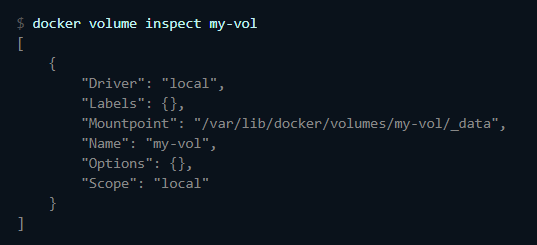 $ docker volume inspect my-vol
[
    {
        "Driver": "local",
        "Labels": {},
        "Mountpoint": "/var/lib/docker/volumes/my-vol/_data",
        "Name": "my-vol",
        "Options": {},
        "Scope": "local"
    }
]